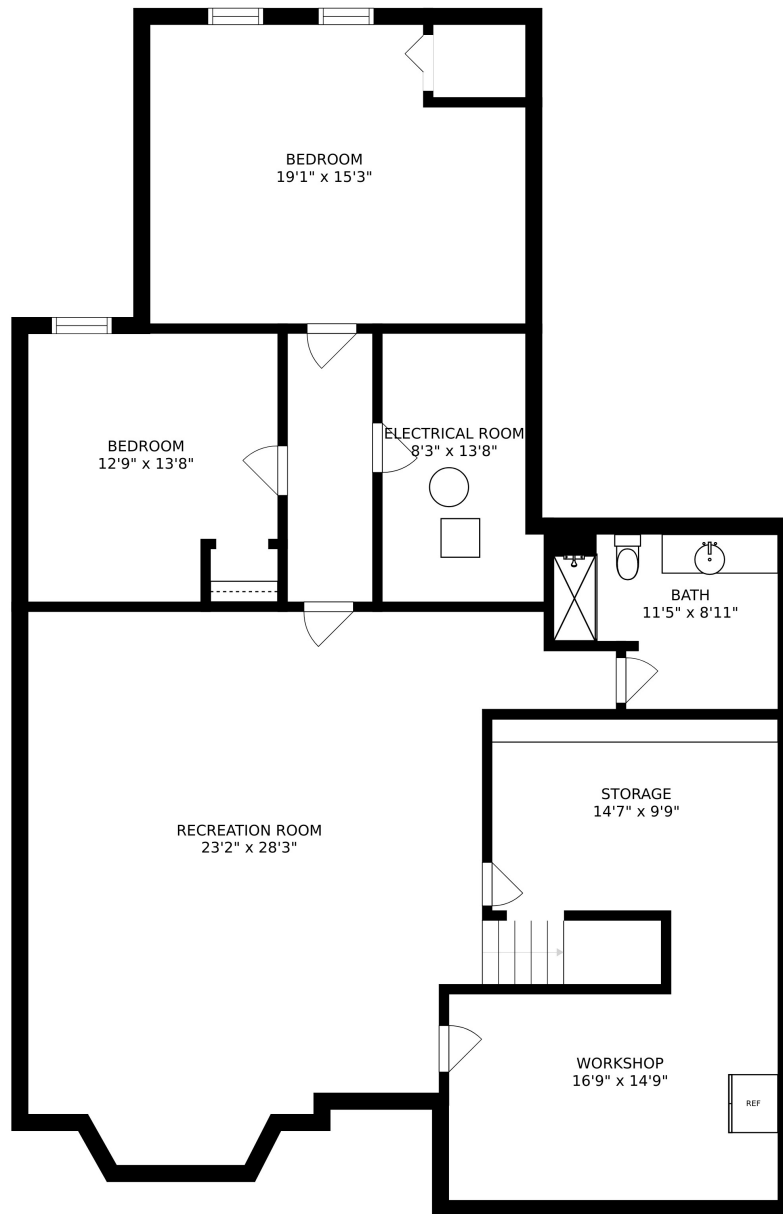 BEDROOM
19'1" x 15'3"
BEDROOM
12'9" x 13'8"
ELECTRICAL ROOM
8'3" x 13'8"
BATH
11'5" x 8'11"
STORAGE
14'7" x 9'9"
RECREATION ROOM
23'2" x 28'3"
WORKSHOP
16'9" x 14'9"
REF